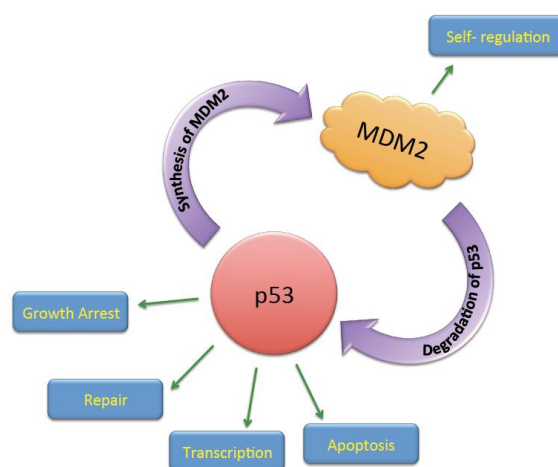 Self- regulation
Synthesis of MDM2
MDM2
p53
Degradation of p53
Growth Arrest
Repair
Transcription
Apoptosis